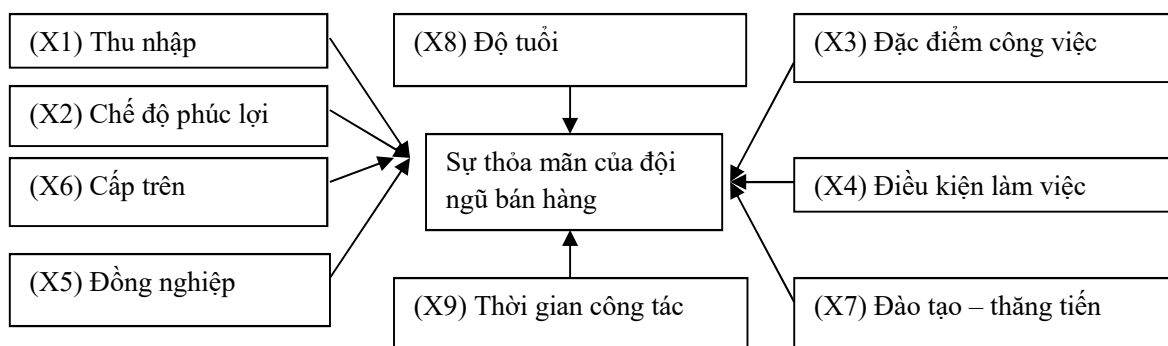 (X1) Thu nhập
(X8) Độ tuổi
(X3) Đặc điểm công việc
(X2) Chế độ phúc lợi
Sự thỏa mãn của đội
ngũ bán hàng
(X6) Cấp trên
(X4) Điều kiện làm việc
(X5) Đồng nghiệp
(X9) Thời gian công tác
(X7) Đào tạo – thăng tiến